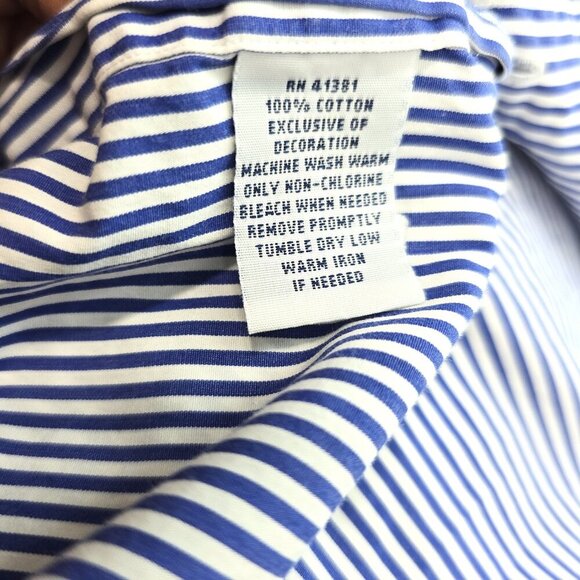 RN 41381
100% COTTON
EXCLUSIVE OF
DECORATION
MACHINE WASH WARM
ONLY NON-CHLORINE
BLEACH WHEN NEEDED
REMOVE PROMPTLY
TUMBLE DRY LOW
WARM IRON
IF NEEDED